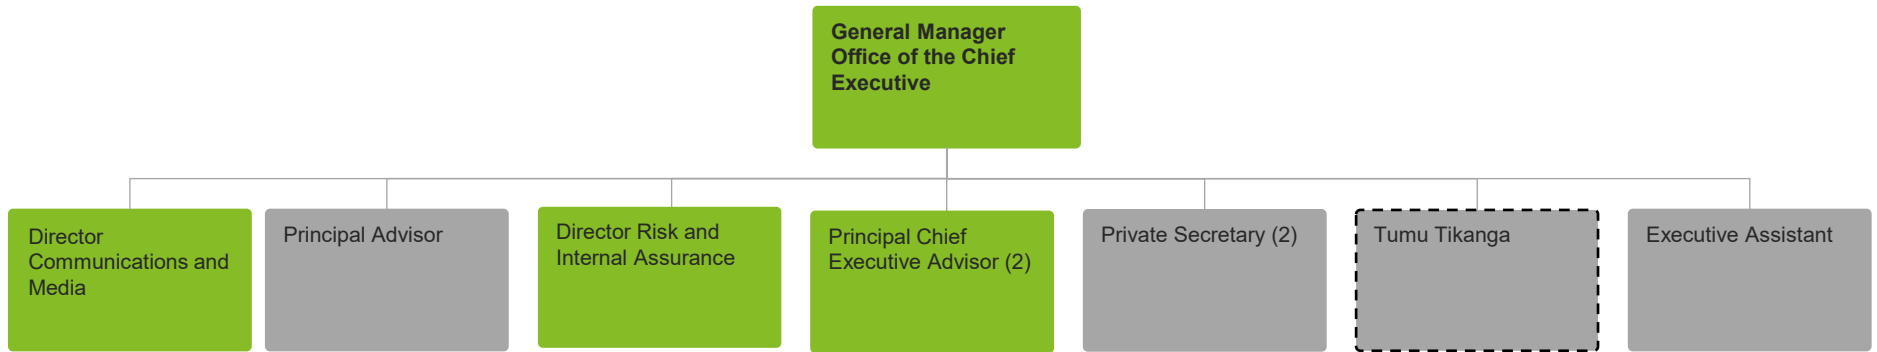 General Manager
Office of the Chief
Executive
Director
Communications and
Media
Principal Advisor
Director Risk and
Internal Assurance
Principal Chief
Executive Advisor (2)
Private Secretary (2)
Tumu Tikanga
Executive Assistant